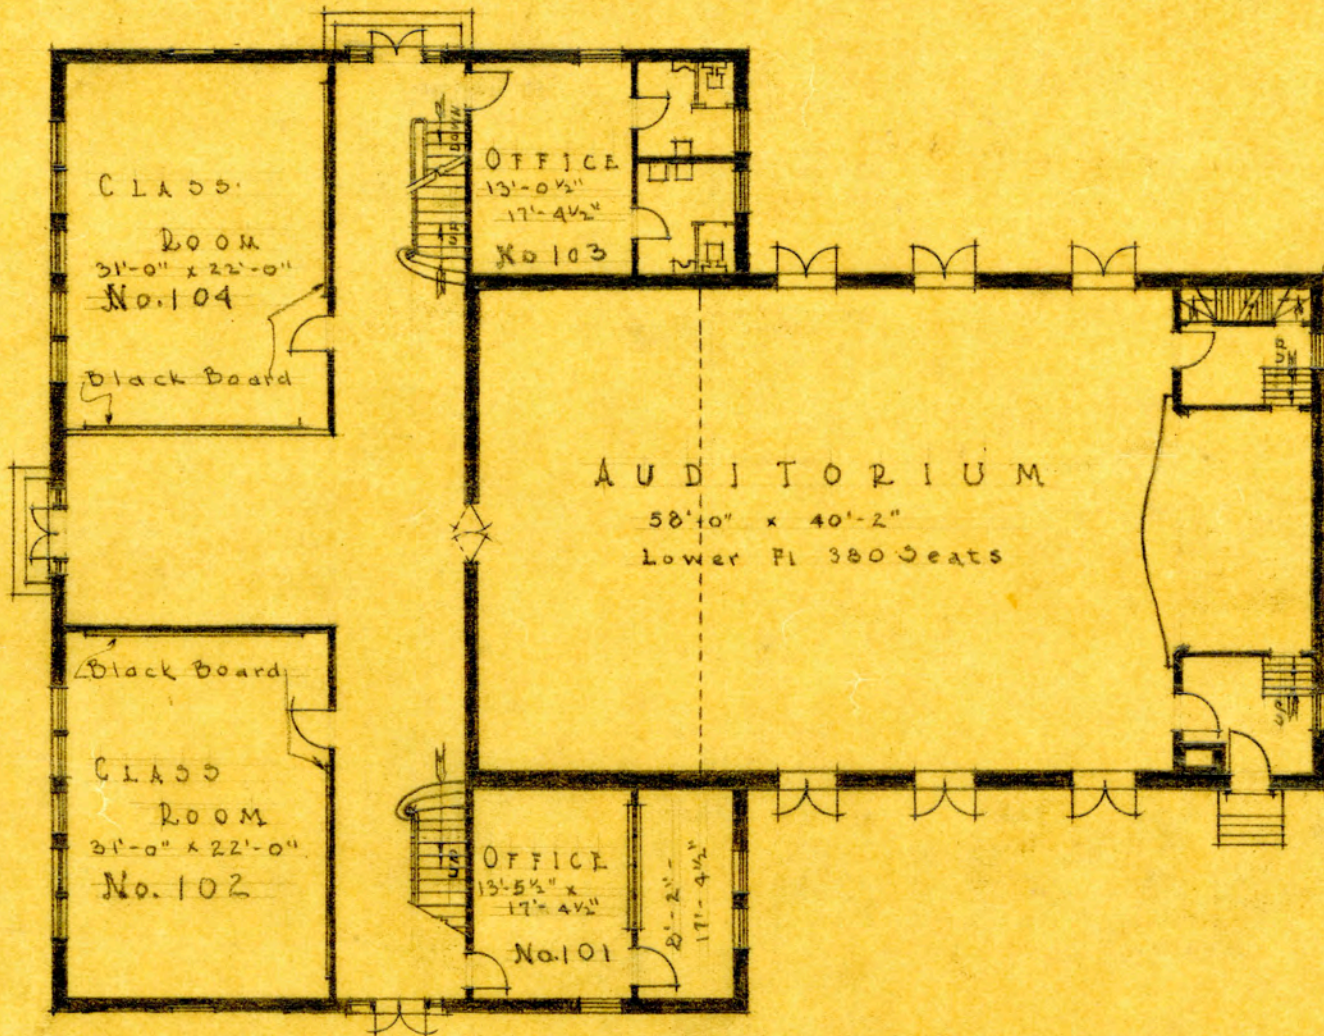 CLASS
ROOM
31'-0" x 22'-0"
No. 104
Black Board
DOWN
UP
OFFICE
13'-0½"
17'-4½"
No 103
UP
AUDITORIUM
58'10" x 40'-2"
Lower Fl 380 Seats
Black Board
CLASS
ROOM
31'-0" x 22'-0"
No. 102
UP
OFFICE
13'-5½" x
17'-4½"
No. 101
8'-2"-
17'-4½"
UP